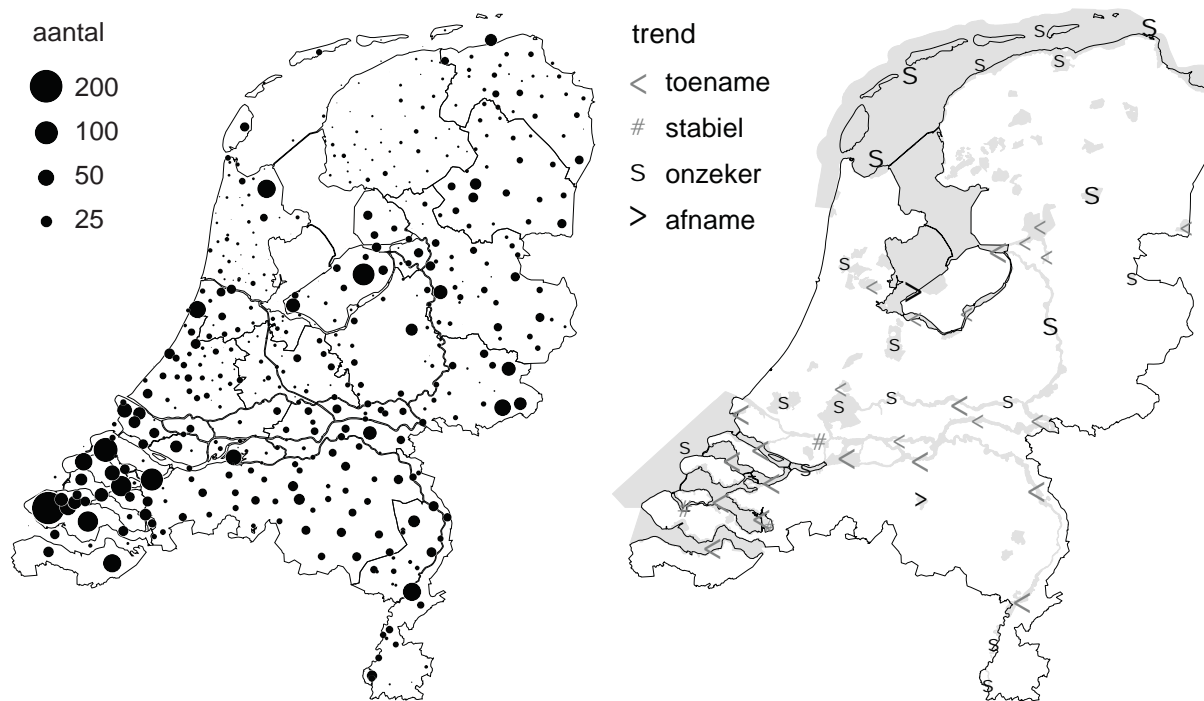 aantal
200
100
50
25
trend
< toename
# stabiel
S onzeker
> afname